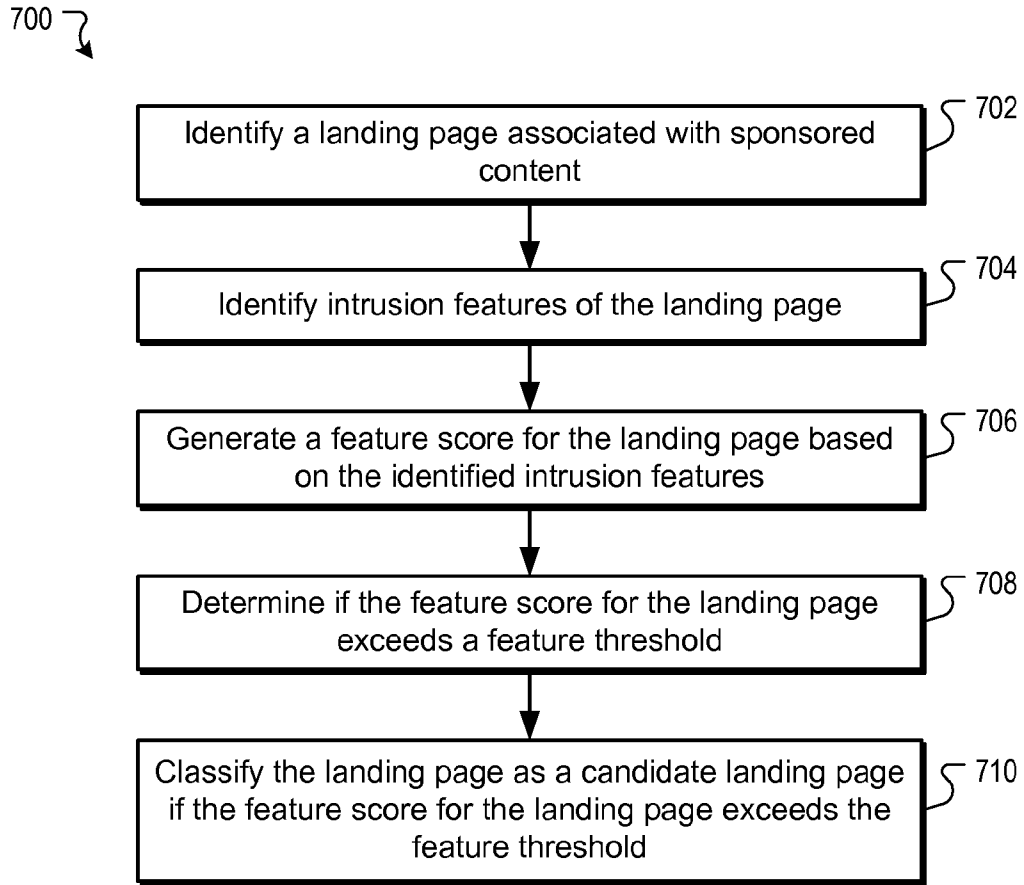 700
Identify a landing page associated with sponsored
content
702
Identify intrusion features of the landing page
704
Generate a feature score for the landing page based
on the identified intrusion features
706
Determine if the feature score for the landing page
exceeds a feature threshold
708
Classify the landing page as a candidate landing page
if the feature score for the landing page exceeds the
feature threshold
710